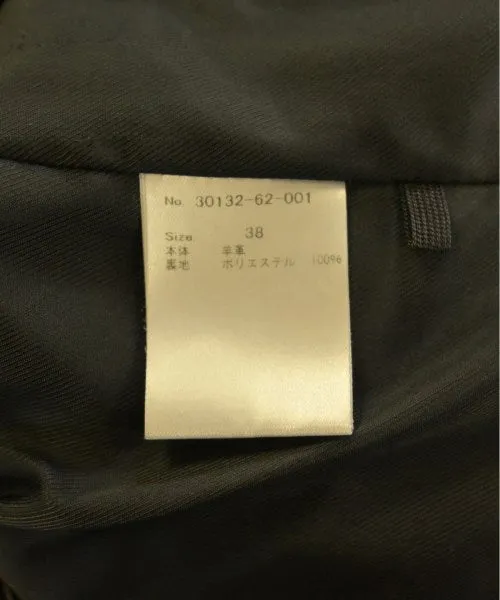 No. 30132-62-001
Size. 38
本体 羊革
裏地 ポリエステル 100%